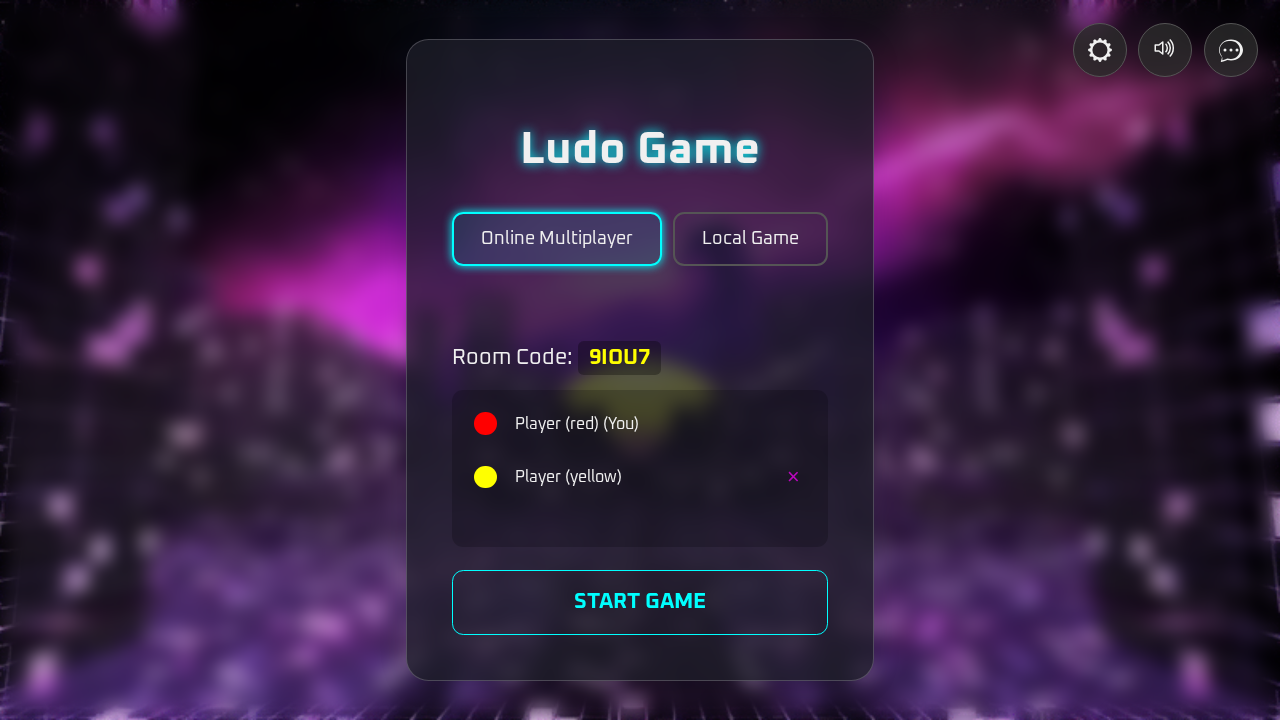 Ludo Game
Online Multiplayer
Local Game
Room Code: 9IOU7
Player (red) (You)
Player (yellow) ×
START GAME